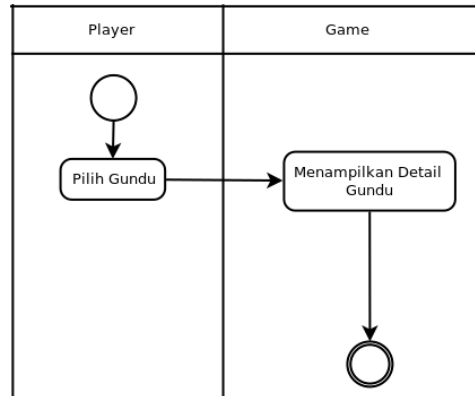 Player
Game
Pilih Gundu
Menampilkan Detail
Gundu